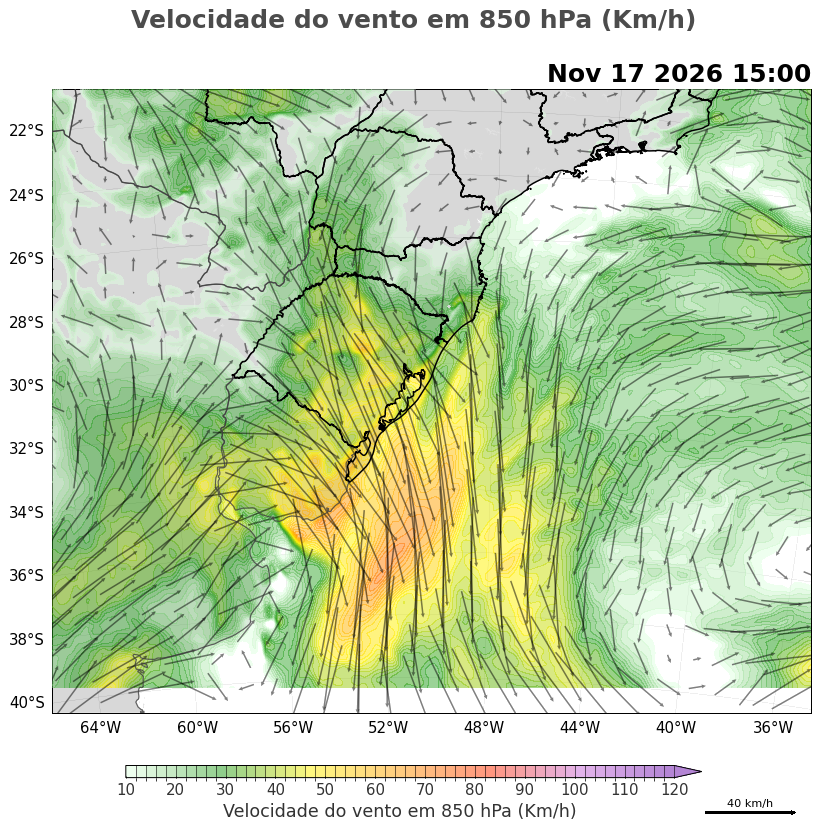 Velocidade do vento em 850 hPa (Km/h)
Nov 17 2026 15:00
22°S
24°S
26°S
28°S
30°S
32°S
34°S
36°S
38°S
40°S
64°W 60°W 56°W 52°W 48°W 44°W 40°W 36°W
10 20 30 40 50 60 70 80 90 100 110 120
Velocidade do vento em 850 hPa (Km/h)
40 km/h